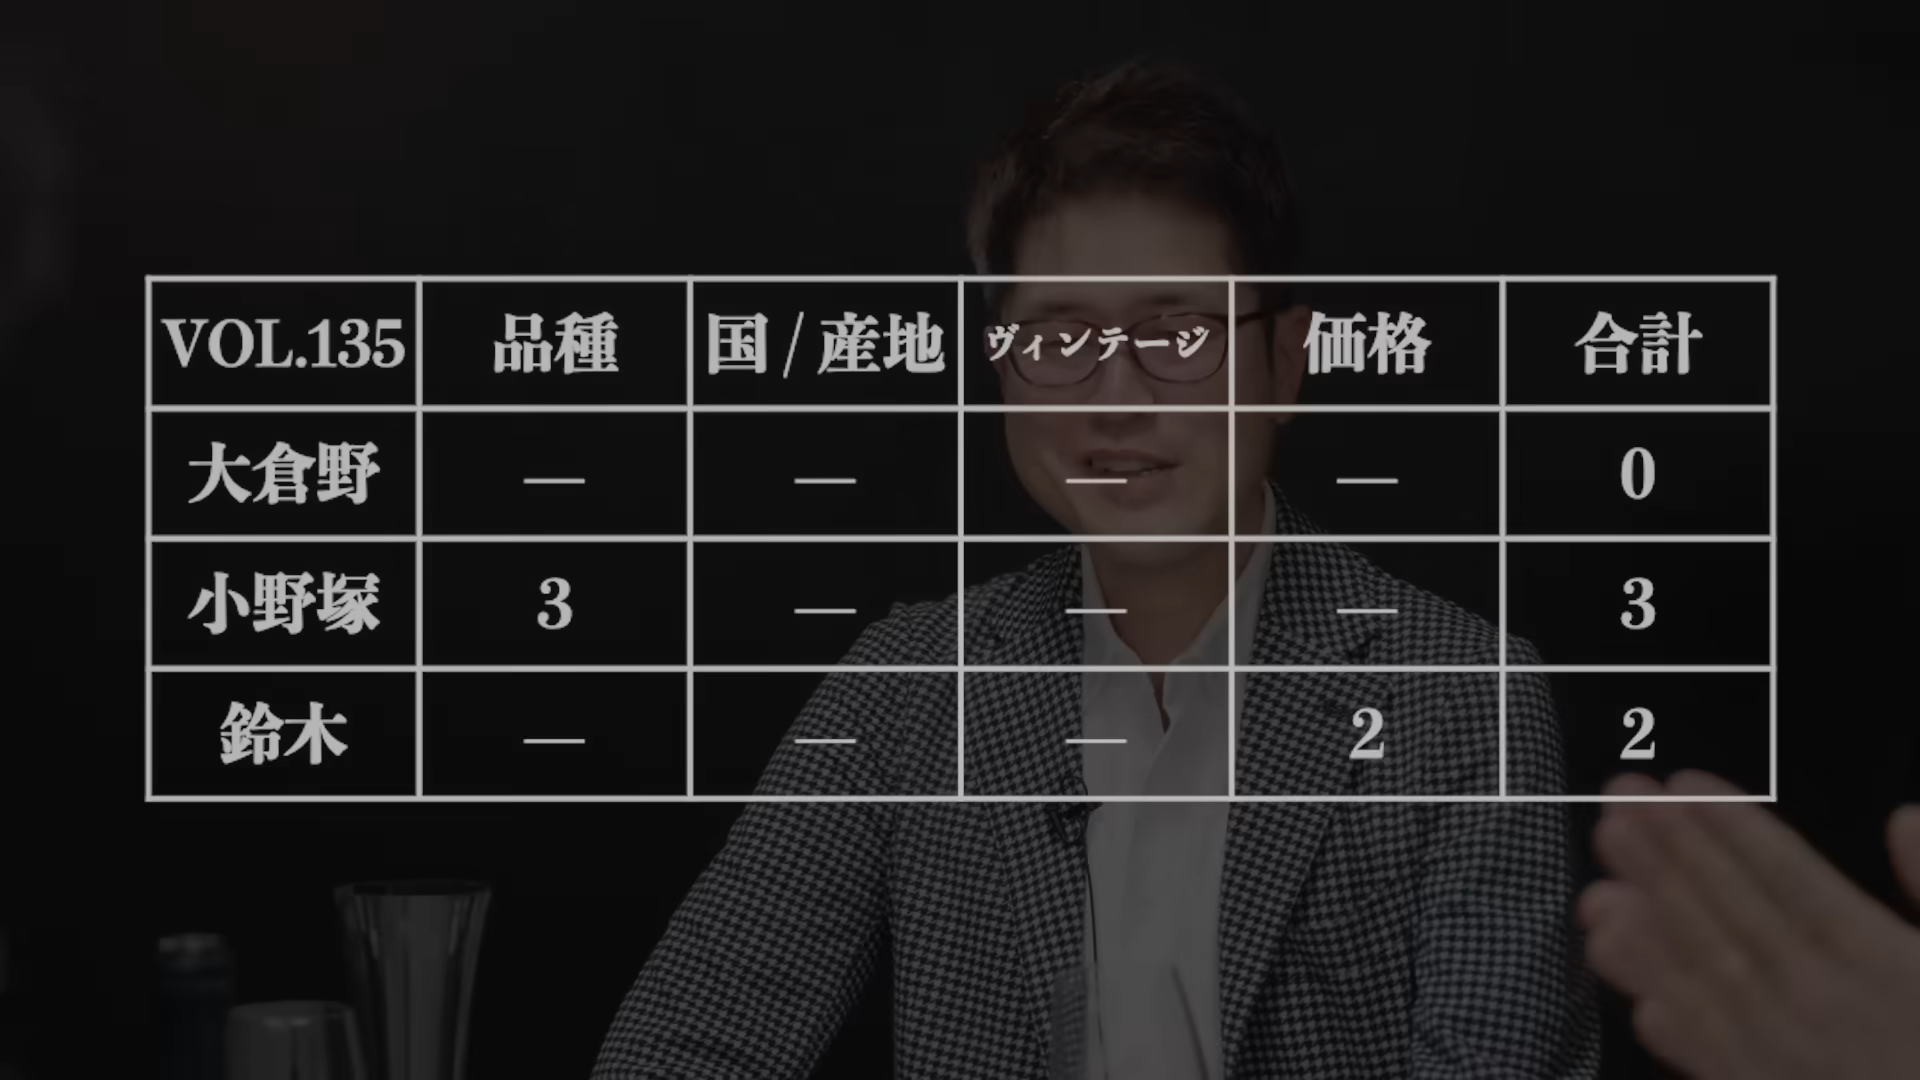 VOL.135 品種 国 / 産地 ヴィンテージ 価格 合計
大倉野 — — — — 0
小野塚 3 — — — 3
鈴木 — — — 2 2